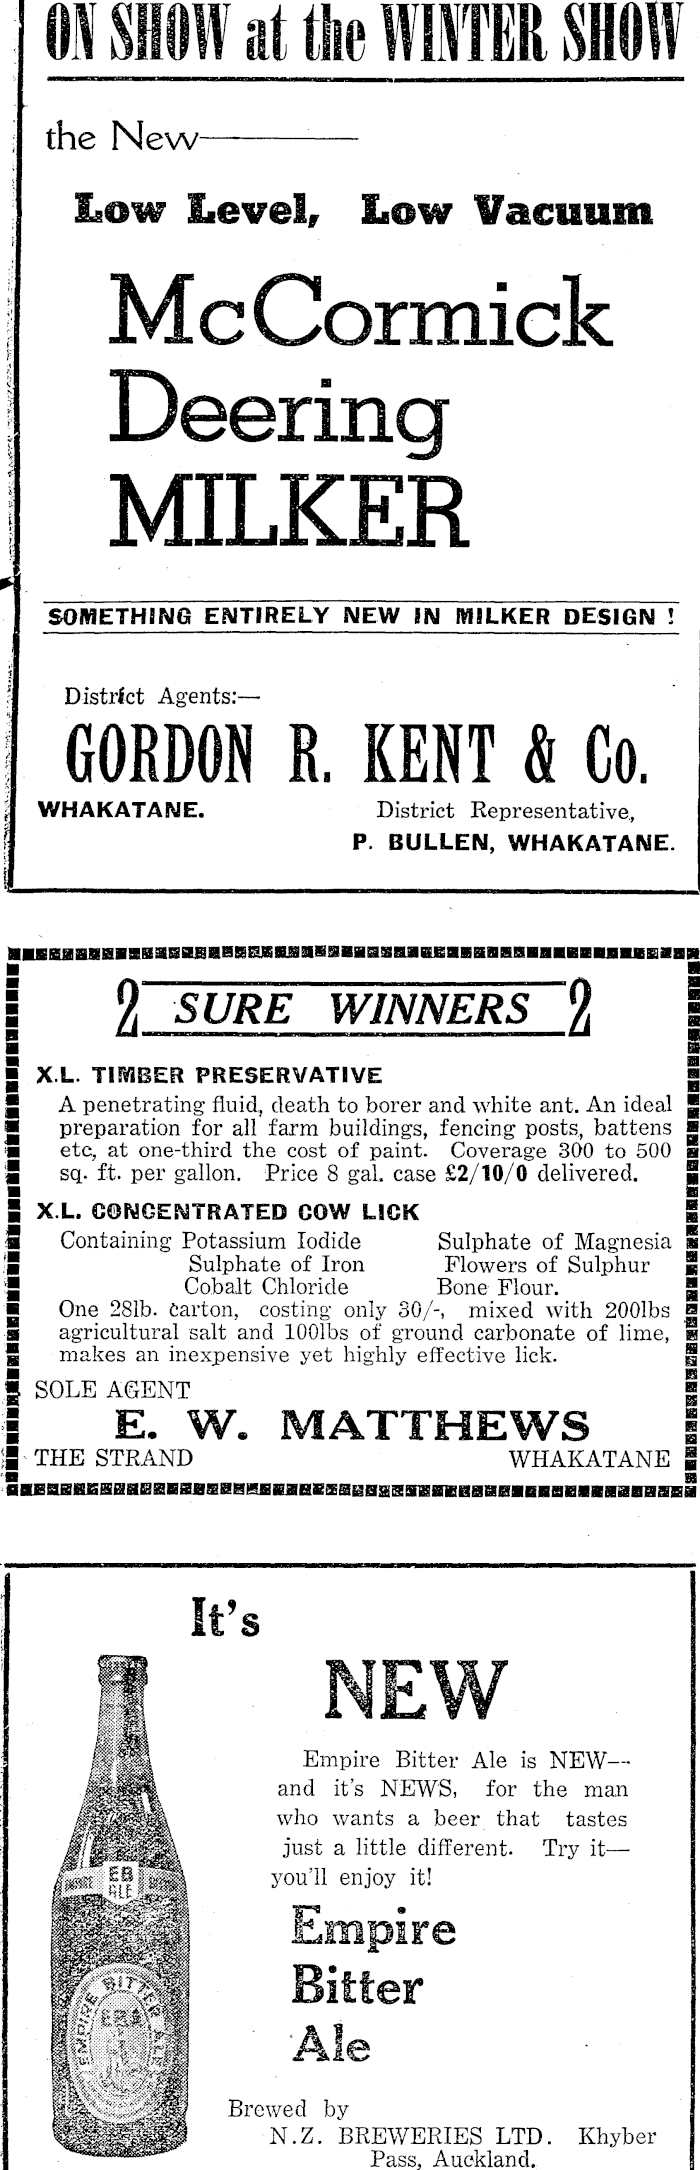 ON SHOW at the WINTER SHOW
the New
Low Level, Low Vacuum
McCormick
Deering
MILKER
SOMETHING ENTIRELY NEW IN MILKER DESIGN !
District Agents:—
GORDON R. KENT & Co.
WHAKATANE. District Representative,
P. BULLEN, WHAKATANE.
2 SURE WINNERS 2
X.L. TIMBER PRESERVATIVE
A penetrating fluid, death to borer and white ant. An ideal
preparation for all farm buildings, fencing posts, battens
etc, at one-third the cost of paint. Coverage 300 to 500
sq. ft. per gallon. Price 8 gal. case £2/10/0 delivered.
X.L. CONCENTRATED COW LICK
Containing Potassium Iodide Sulphate of Magnesia
Sulphate of Iron Flowers of Sulphur
Cobalt Chloride Bone Flour.
One 28lb. carton, costing only 30/-, mixed with 200lbs
agricultural salt and 100lbs of ground carbonate of lime,
makes an inexpensive yet highly effective lick.
SOLE AGENT
E. W. MATTHEWS
THE STRAND WHAKATANE
It's
NEW
Empire Bitter Ale is NEW—
and it's NEWS, for the man
who wants a beer that tastes
just a little different. Try it—
you'll enjoy it!
EB
ALE
EMPIRE BITTER ALE
Empire
Bitter
Ale
Brewed by
N.Z. BREWERIES LTD. Khyber
Pass, Auckland.